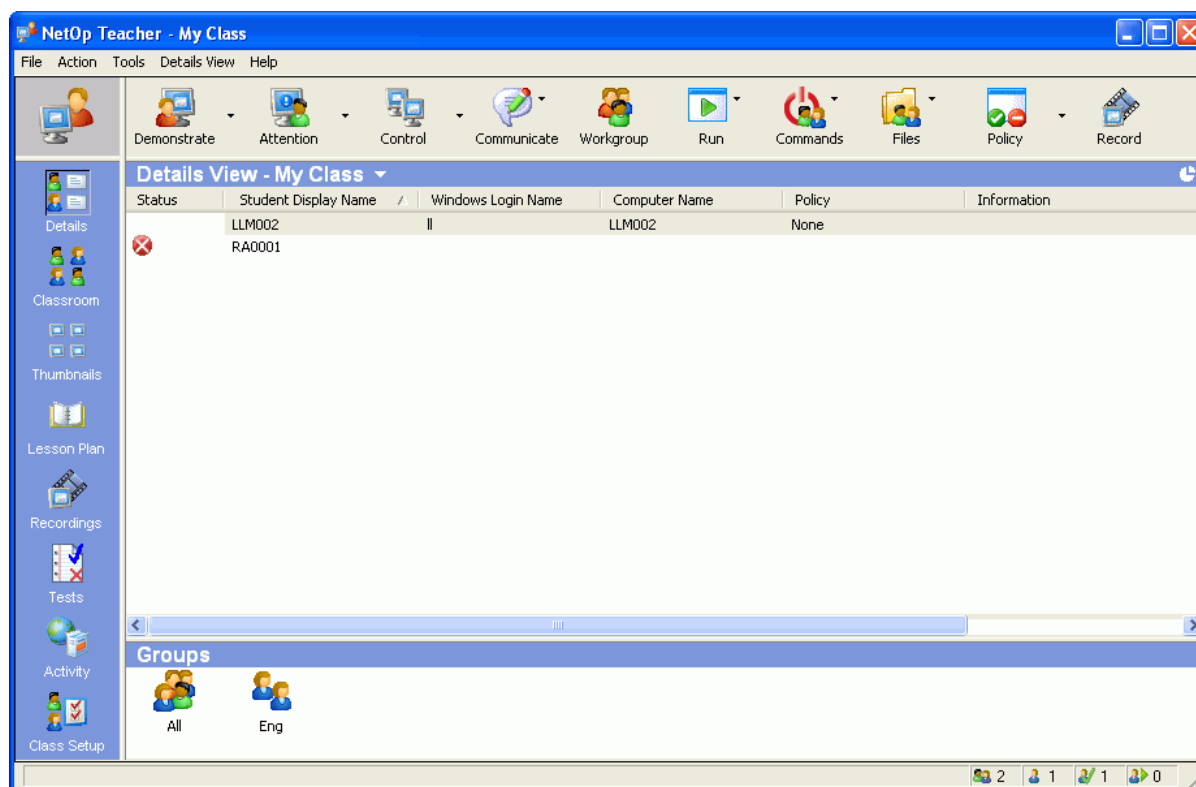 NetOp Teacher - My Class
File Action Tools Details View Help
Demonstrate Attention Control Communicate Workgroup Run Commands Files Policy Record
Details View - My Class
Status Student Display Name Windows Login Name Computer Name Policy Information
LLM002 ll LLM002 None
RA0001
Details
Classroom
Thumbnails
Lesson Plan
Recordings
Tests
Activity
Class Setup
Groups
All Eng
2 1 1 0